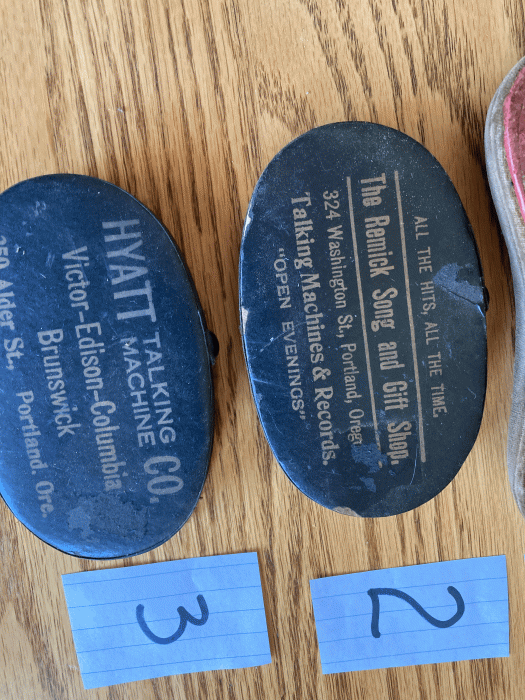 ALL THE HITS, ALL THE TIME.
The Remick Song and Gift Shop.
324 Washington St., Portland, Oreg
Talking Machines & Records.
"OPEN EVENINGS"
2
HYATT TALKING MACHINE CO.
Victor-Edison-Columbia
Brunswick
350 Alder St., Portland, Ore.
3